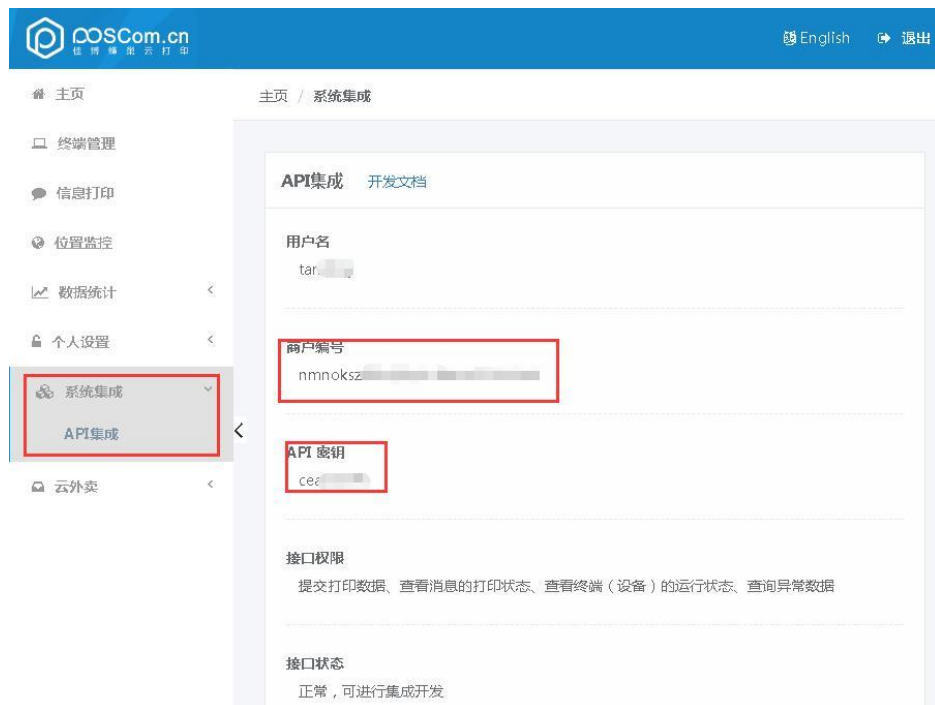 poscom.cn
佳博蜂巢云打印
English
退出
主页
终端管理
信息打印
位置监控
数据统计
个人设置
系统集成
API集成
云外卖
主页 / 系统集成
API集成 开发文档
用户名
tar
商户编号
nmnoksz
API 密钥
cea
接口权限
提交打印数据、查看消息的打印状态、查看终端（设备）的运行状态、查询异常数据
接口状态
正常，可进行集成开发